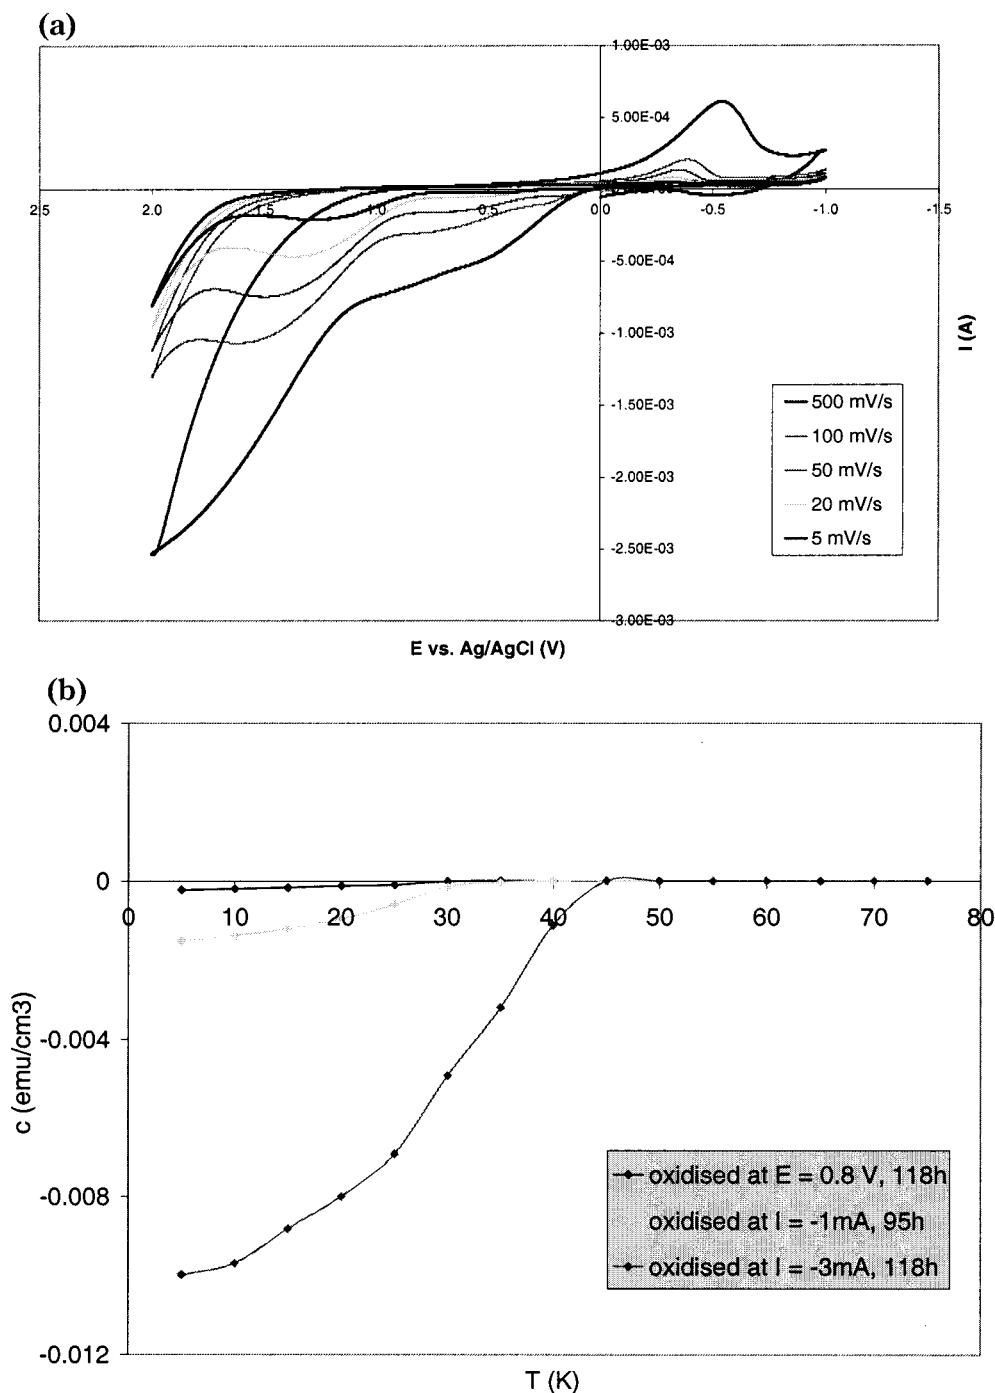 (a)
1.00E-03
5.00E-04
2.5 2.0 1.5 1.0 0.5 0.0 -0.5 -1.0 -1.5
-5.00E-04
-1.00E-03
-1.50E-03
-2.00E-03
-2.50E-03
-3.00E-03
I (A)
500 mV/s
100 mV/s
50 mV/s
20 mV/s
5 mV/s
E vs. Ag/AgCl (V)
(b)
0.004
0
0 10 20 30 40 50 60 70 80
-0.004
-0.008
-0.012
c (emu/cm3)
oxidised at E = 0.8 V, 118h
oxidised at I = -1mA, 95h
oxidised at I = -3mA, 118h
T (K)